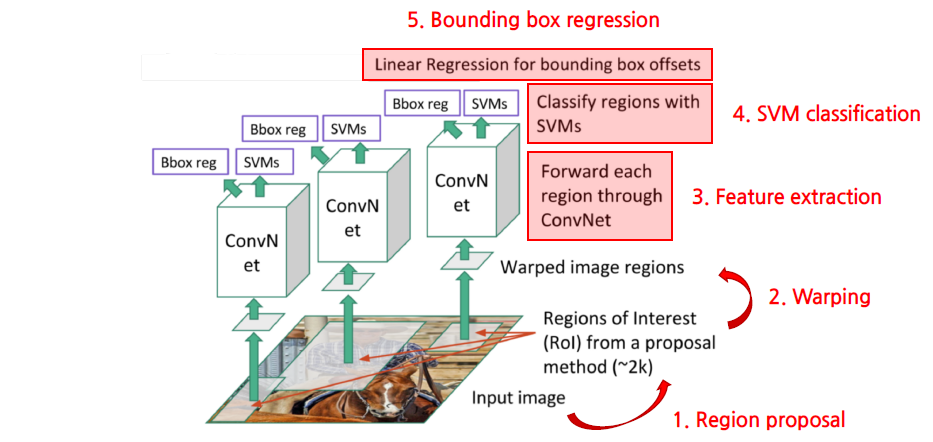 5. Bounding box regression
Linear Regression for bounding box offsets
Bbox reg
SVMs
Classify regions with
SVMs
4. SVM classification
Bbox reg
SVMs
Bbox reg
SVMs
Forward each
region through
ConvNet
3. Feature extraction
ConvN
et
ConvN
et
ConvN
et
Warped image regions
2. Warping
Regions of Interest
(RoI) from a proposal
method (~2k)
Input image
1. Region proposal